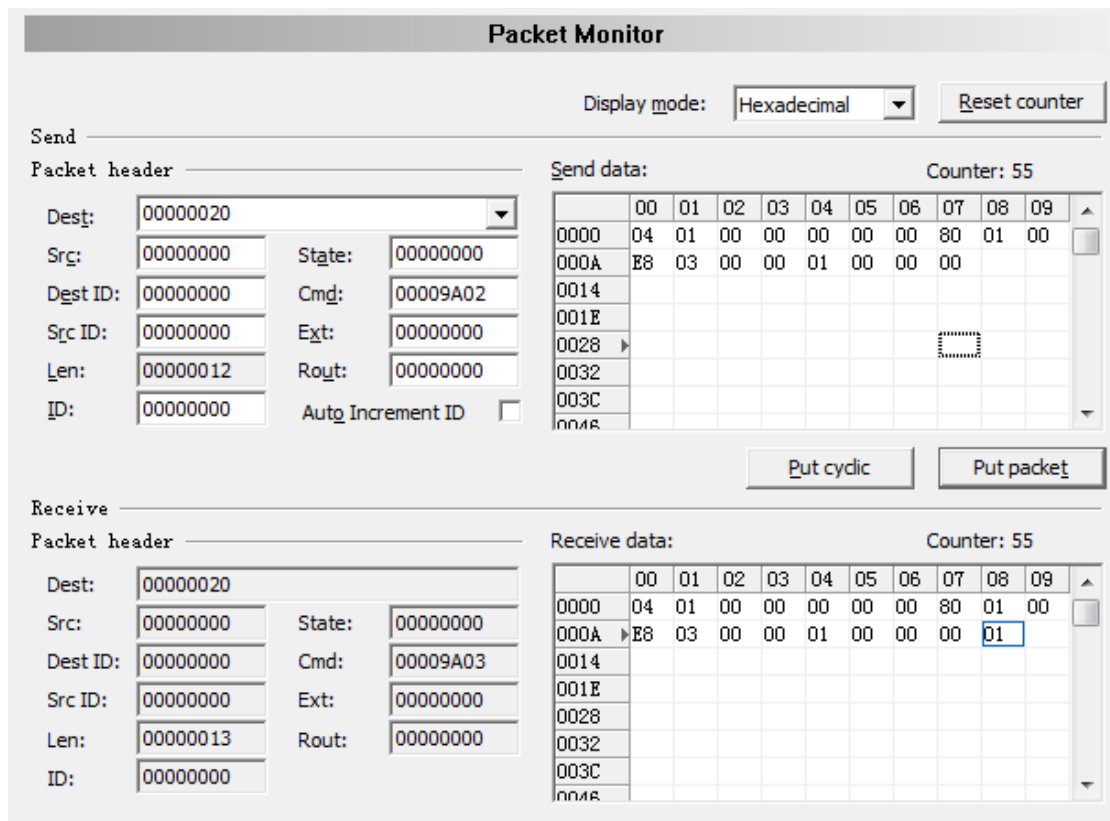 Packet Monitor
Display mode: Hexadecimal Reset counter
Send
Packet header Send data: Counter: 55
Dest: 00000020
Src: 00000000 State: 00000000
Dest ID: 00000000 Cmd: 00009A02
Src ID: 00000000 Ext: 00000000
Len: 00000012 Rout: 00000000
ID: 00000000 Auto Increment ID
00 01 02 03 04 05 06 07 08 09
0000 04 01 00 00 00 00 00 80 01 00
000A E8 03 00 00 01 00 00 00
0014
001E
0028
0032
003C
0046
Put cyclic Put packet
Receive
Packet header Receive data: Counter: 55
Dest: 00000020
Src: 00000000 State: 00000000
Dest ID: 00000000 Cmd: 00009A03
Src ID: 00000000 Ext: 00000000
Len: 00000013 Rout: 00000000
ID: 00000000
00 01 02 03 04 05 06 07 08 09
0000 04 01 00 00 00 00 00 80 01 00
000A E8 03 00 00 01 00 00 00 01
0014
001E
0028
0032
003C
0046